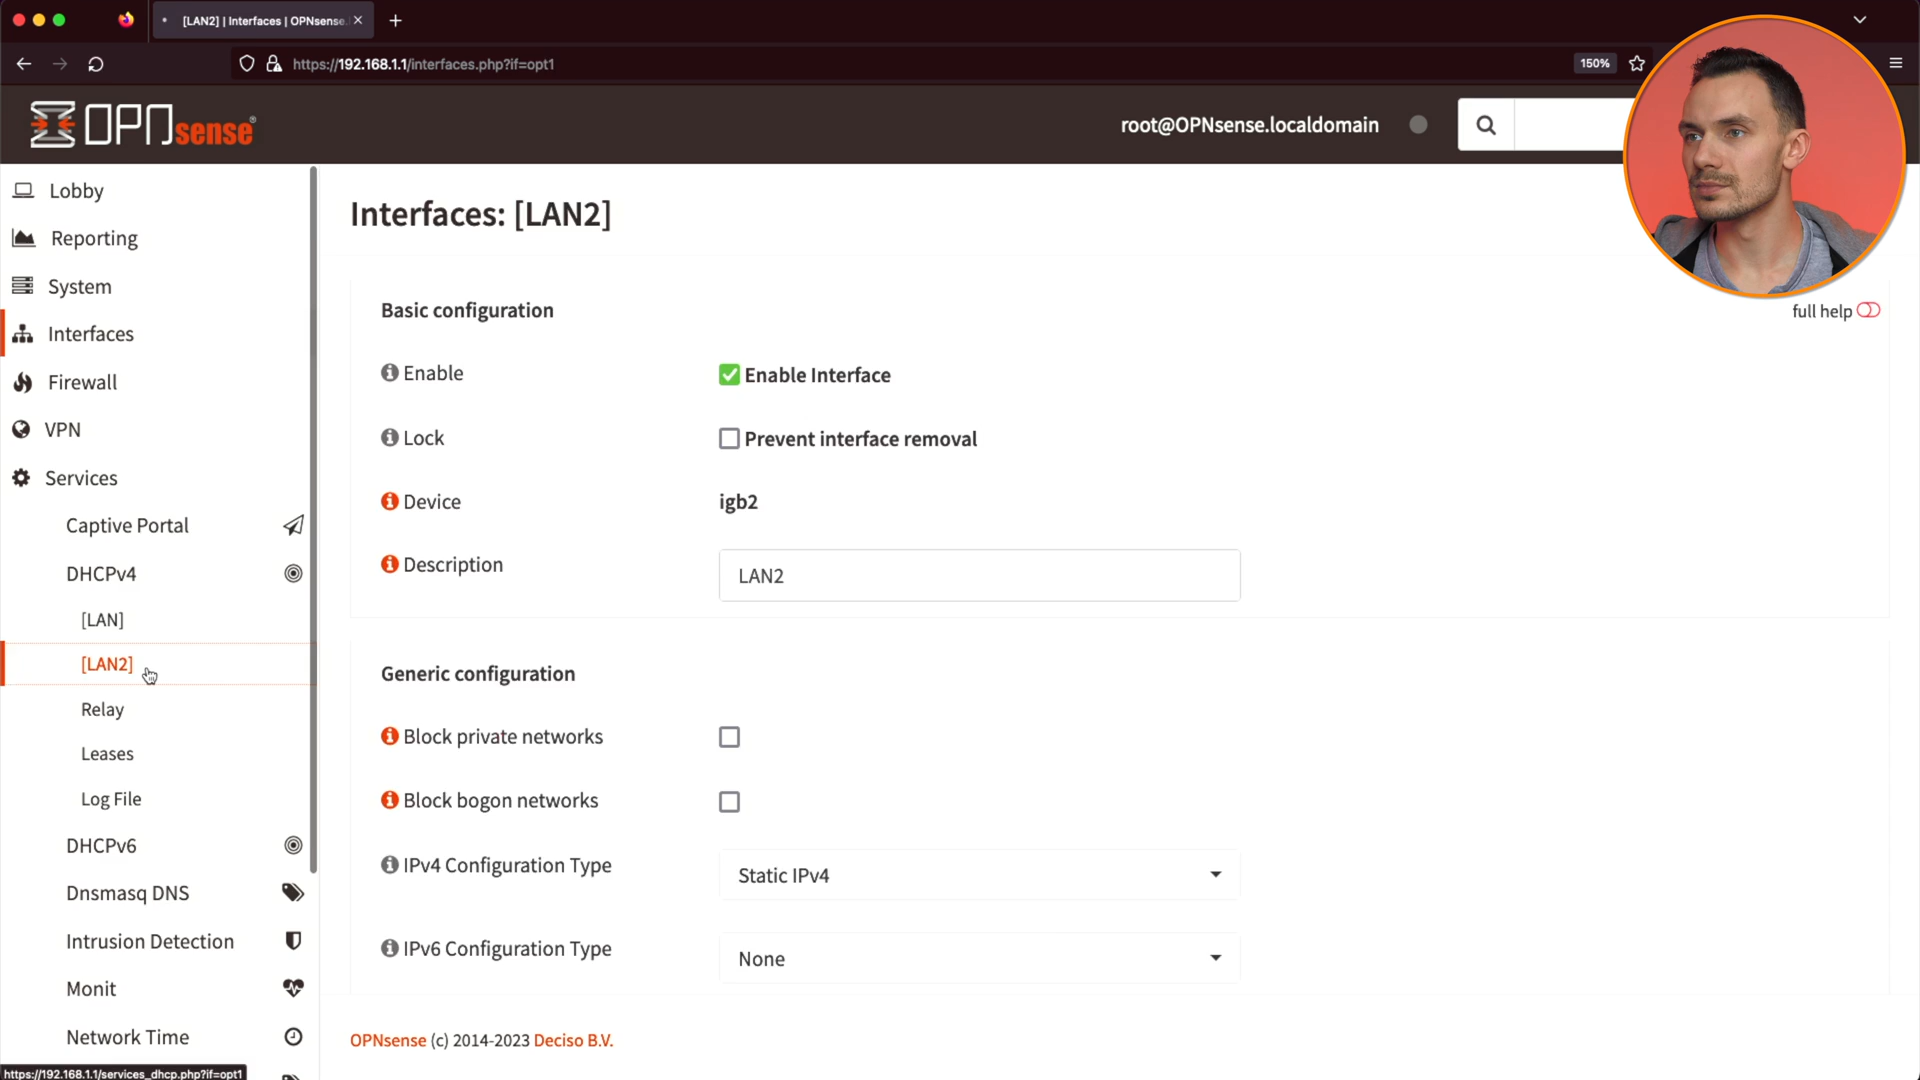 [LAN2] | Interfaces | OPNsense.
https://192.168.1.1/interfaces.php?if=opt1
150%
OPNsense®
root@OPNsense.localdomain
Lobby
Reporting
System
Interfaces
Firewall
VPN
Services
Captive Portal
DHCPv4
[LAN]
[LAN2]
Relay
Leases
Log File
DHCPv6
Dnsmasq DNS
Intrusion Detection
Monit
Network Time
https://192.168.1.1/services_dhcp.php?if=opt1
Interfaces: [LAN2]
Basic configuration
full help
Enable
Enable Interface
Lock
Prevent interface removal
Device
igb2
Description
LAN2
Generic configuration
Block private networks
Block bogon networks
IPv4 Configuration Type
Static IPv4
IPv6 Configuration Type
None
OPNsense (c) 2014-2023 Deciso B.V.